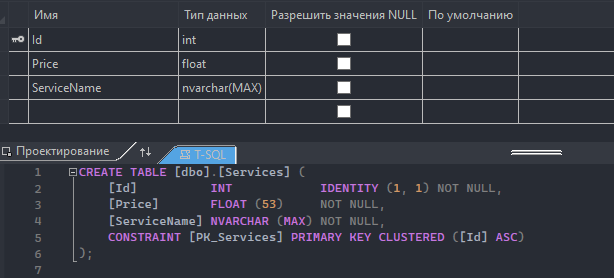 Имя Тип данных Разрешить значения NULL По умолчанию
Id int
Price float
ServiceName nvarchar(MAX)
Проектирование T-SQL
1 CREATE TABLE [dbo].[Services] (
2 [Id] INT IDENTITY (1, 1) NOT NULL,
3 [Price] FLOAT (53) NOT NULL,
4 [ServiceName] NVARCHAR (MAX) NOT NULL,
5 CONSTRAINT [PK_Services] PRIMARY KEY CLUSTERED ([Id] ASC)
6 );
7